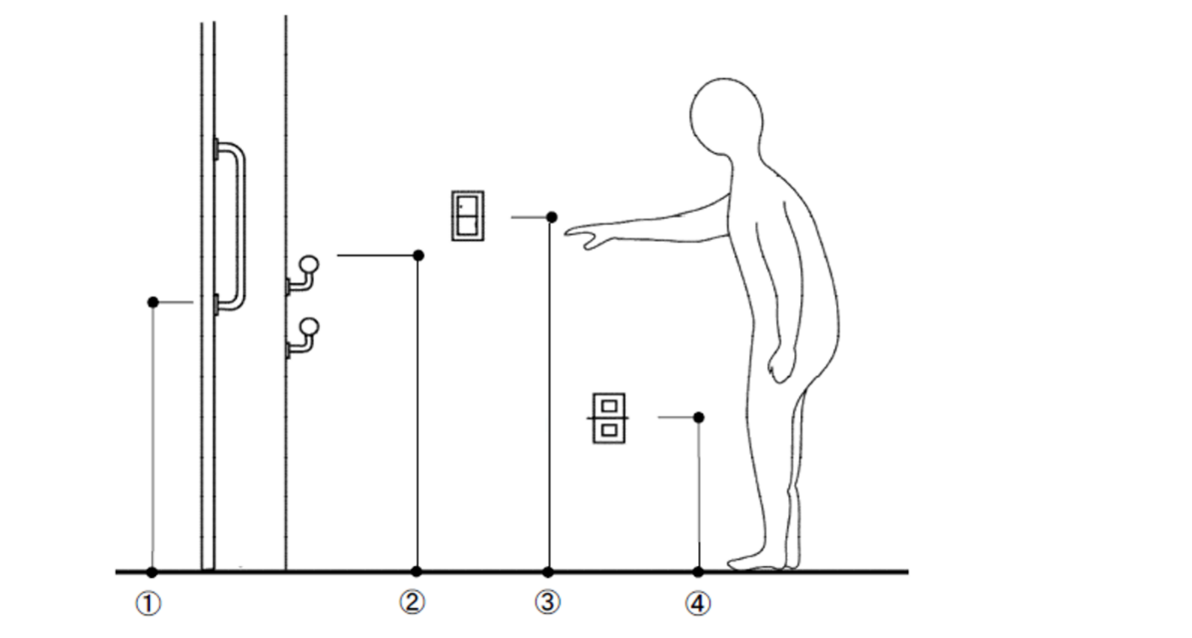 ① ② ③ ④